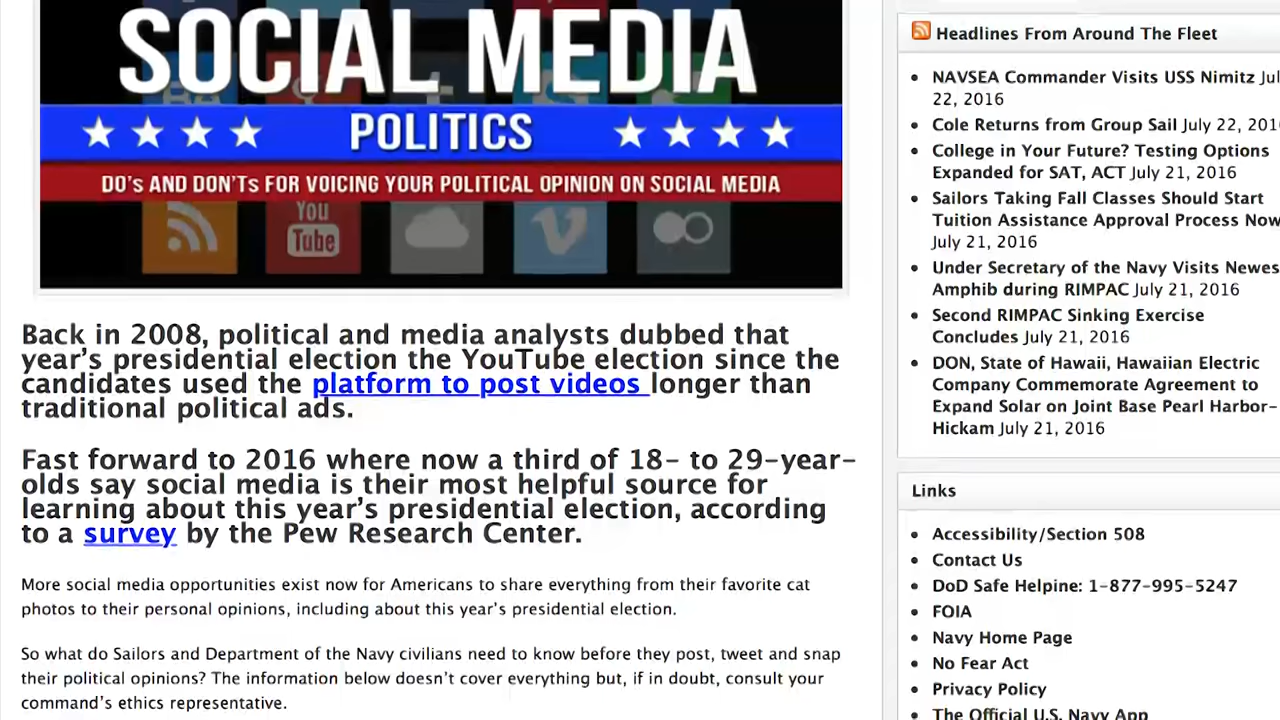 SOCIAL MEDIA
POLITICS
DO's AND DON'Ts FOR VOICING YOUR POLITICAL OPINION ON SOCIAL MEDIA
You
Tube
Back in 2008, political and media analysts dubbed that
year's presidential election the YouTube election since the
candidates used the platform to post videos longer than
traditional political ads.
Fast forward to 2016 where now a third of 18- to 29-year-
olds say social media is their most helpful source for
learning about this year's presidential election, according
to a survey by the Pew Research Center.
More social media opportunities exist now for Americans to share everything from their favorite cat
photos to their personal opinions, including about this year's presidential election.
So what do Sailors and Department of the Navy civilians need to know before they post, tweet and snap
their political opinions? The information below doesn't cover everything but, if in doubt, consult your
command's ethics representative.
Headlines From Around The Fleet
NAVSEA Commander Visits USS Nimitz Jul
22, 2016
Cole Returns from Group Sail July 22, 201
College in Your Future? Testing Options
Expanded for SAT, ACT July 21, 2016
Sailors Taking Fall Classes Should Start
Tuition Assistance Approval Process Now
July 21, 2016
Under Secretary of the Navy Visits Newes
Amphib during RIMPAC July 21, 2016
Second RIMPAC Sinking Exercise
Concludes July 21, 2016
DON, State of Hawaii, Hawaiian Electric
Company Commemorate Agreement to
Expand Solar on Joint Base Pearl Harbor-
Hickam July 21, 2016
Links
Accessibility/Section 508
Contact Us
DoD Safe Helpine: 1-877-995-5247
FOIA
Navy Home Page
No Fear Act
Privacy Policy
The Official U.S. Navy App